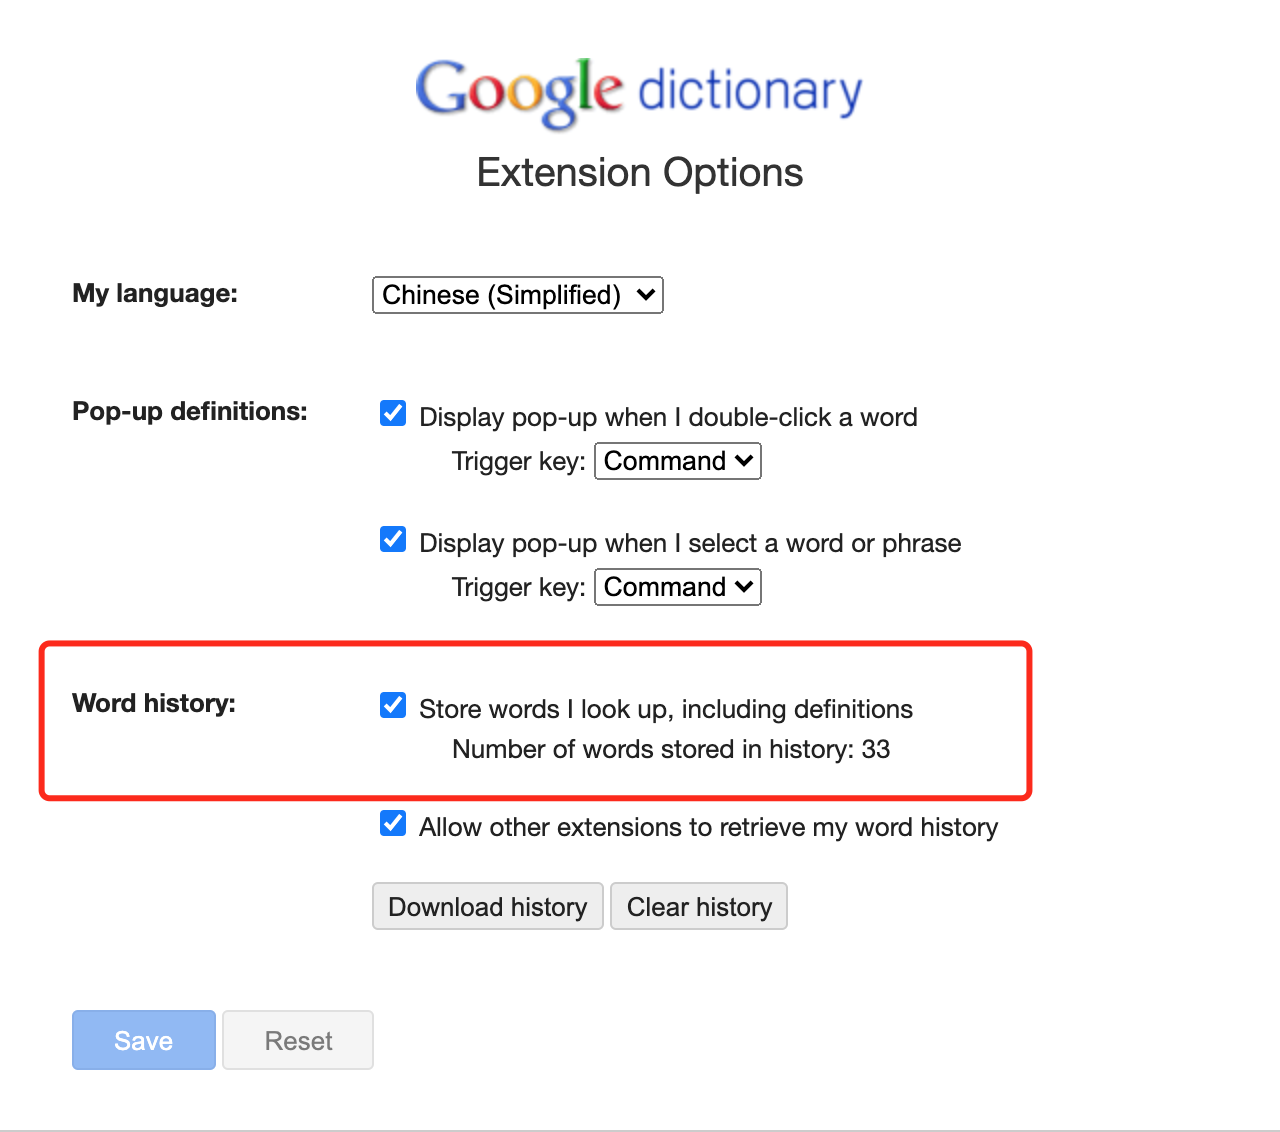 Google dictionary
Extension Options
My language: Chinese (Simplified)
Pop-up definitions: Display pop-up when I double-click a word
Trigger key: Command
Display pop-up when I select a word or phrase
Trigger key: Command
Word history: Store words I look up, including definitions
Number of words stored in history: 33
Allow other extensions to retrieve my word history
Download history Clear history
Save Reset